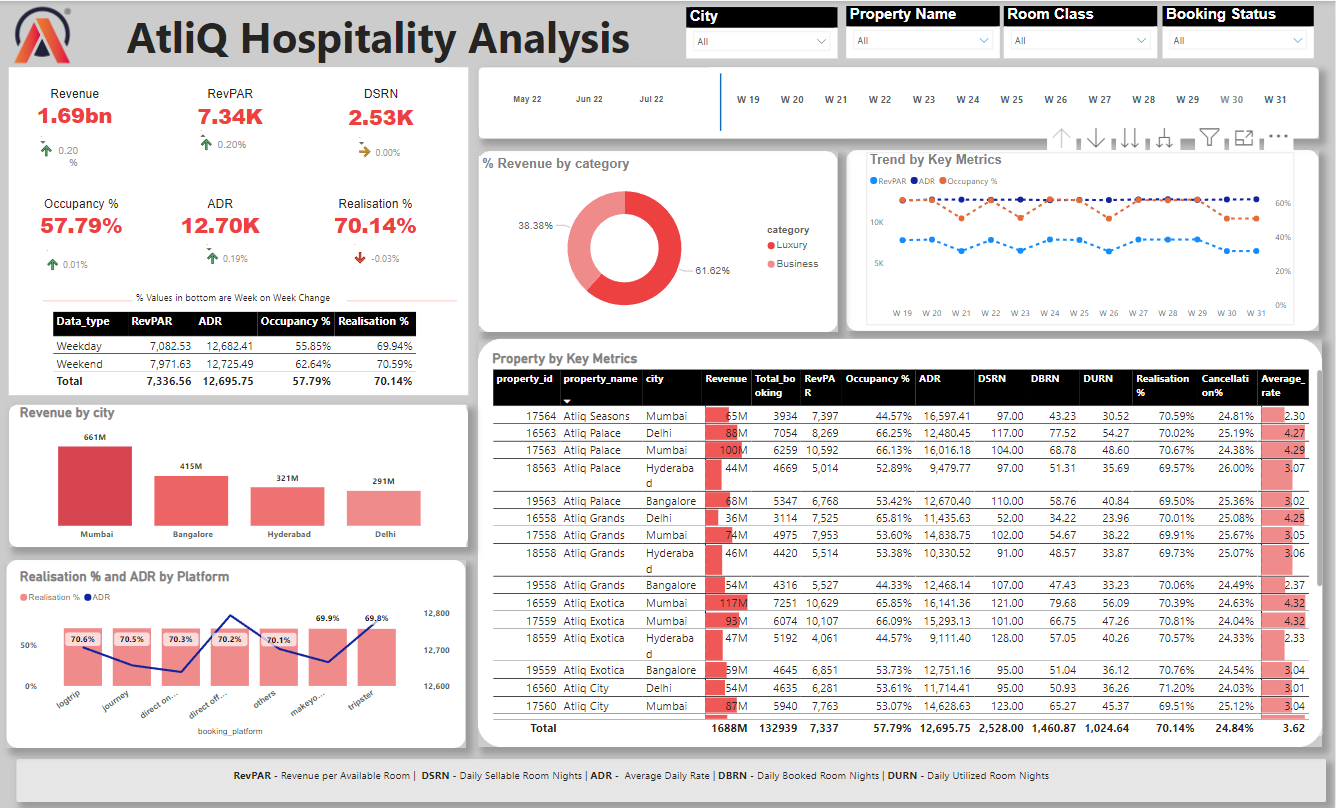 AtliQ Hospitality Analysis
City
All
Property Name
All
Room Class
All
Booking Status
All
Revenue RevPAR DSRN
1.69bn 7.34K 2.53K
0.20 % 0.20% 0.00%
Occupancy % ADR Realisation %
57.79% 12.70K 70.14%
0.01% 0.19% -0.03%
% Values in bottom are Week on Week Change
Data_type RevPAR ADR Occupancy % Realisation %
Weekday 7,082.53 12,682.41 55.85% 69.94%
Weekend 7,971.63 12,725.49 62.64% 70.59%
Total 7,336.56 12,695.75 57.79% 70.14%
May 22 Jun 22 Jul 22 W 19 W 20 W 21 W 22 W 23 W 24 W 25 W 26 W 27 W 28 W 29 W 30 W 31
% Revenue by category
38.38%
61.62%
category
Luxury
Business
Trend by Key Metrics
RevPAR ADR Occupancy %
10K
5K
60%
40%
20%
0%
W 19 W 20 W 21 W 22 W 23 W 24 W 25 W 26 W 27 W 28 W 29 W 30 W 31
Revenue by city
661M 415M 321M 291M
Mumbai Bangalore Hyderabad Delhi
Realisation % and ADR by Platform
Realisation % ADR
50%
0%
70.6% 70.5% 70.3% 70.2% 70.1% 69.9% 69.8%
12,800
12,700
12,600
logtrip journey direct on... direct off... others makeyo... tripster
booking_platform
Property by Key Metrics
property_id property_name city Revenue Total_bo oking RevPA R Occupancy % ADR DSRN DBRN DURN Realisation % Cancellati on% Average_ rate
17564 Atliq Seasons Mumbai 65M 3934 7,397 44.57% 16,597.41 97.00 43.23 30.52 70.59% 24.81% 2.30
16563 Atliq Palace Delhi 88M 7054 8,269 66.25% 12,480.45 117.00 77.52 54.27 70.02% 25.19% 4.27
17563 Atliq Palace Mumbai 100M 6259 10,592 66.13% 16,016.18 104.00 68.78 48.60 70.67% 24.38% 4.29
18563 Atliq Palace Hyderaba d 44M 4669 5,014 52.89% 9,479.77 97.00 51.31 35.69 69.57% 26.00% 3.07
19563 Atliq Palace Bangalore 68M 5347 6,768 53.42% 12,670.40 110.00 58.76 40.84 69.50% 25.36% 3.02
16558 Atliq Grands Delhi 36M 3114 7,525 65.81% 11,435.63 52.00 34.22 23.96 70.01% 25.08% 4.25
17558 Atliq Grands Mumbai 74M 4975 7,953 53.60% 14,838.75 102.00 54.67 38.22 69.91% 25.67% 3.05
18558 Atliq Grands Hyderaba d 46M 4420 5,514 53.38% 10,330.52 91.00 48.57 33.87 69.73% 25.07% 3.06
19558 Atliq Grands Bangalore 54M 4316 5,527 44.33% 12,468.14 107.00 47.43 33.23 70.06% 24.49% 2.37
16559 Atliq Exotica Mumbai 117M 7251 10,629 65.85% 16,141.36 121.00 79.68 56.09 70.39% 24.63% 4.32
17559 Atliq Exotica Mumbai 93M 6074 10,107 66.09% 15,293.13 101.00 66.75 47.26 70.81% 24.04% 4.32
18559 Atliq Exotica Hyderaba d 47M 5192 4,061 44.57% 9,111.40 128.00 57.05 40.26 70.57% 24.33% 2.33
19559 Atliq Exotica Bangalore 59M 4645 6,851 53.73% 12,751.16 95.00 51.04 36.12 70.76% 24.54% 3.04
16560 Atliq City Delhi 54M 4635 6,281 53.61% 11,714.41 95.00 50.93 36.26 71.20% 24.03% 3.01
17560 Atliq City Mumbai 87M 5940 7,763 53.07% 14,628.63 123.00 65.27 45.37 69.51% 25.12% 3.04
Total 1688M 132939 7,337 57.79% 12,695.75 2,528.00 1,460.87 1,024.64 70.14% 24.84% 3.62
RevPAR - Revenue per Available Room | DSRN - Daily Sellable Room Nights | ADR - Average Daily Rate | DBRN - Daily Booked Room Nights | DURN - Daily Utilized Room Nights